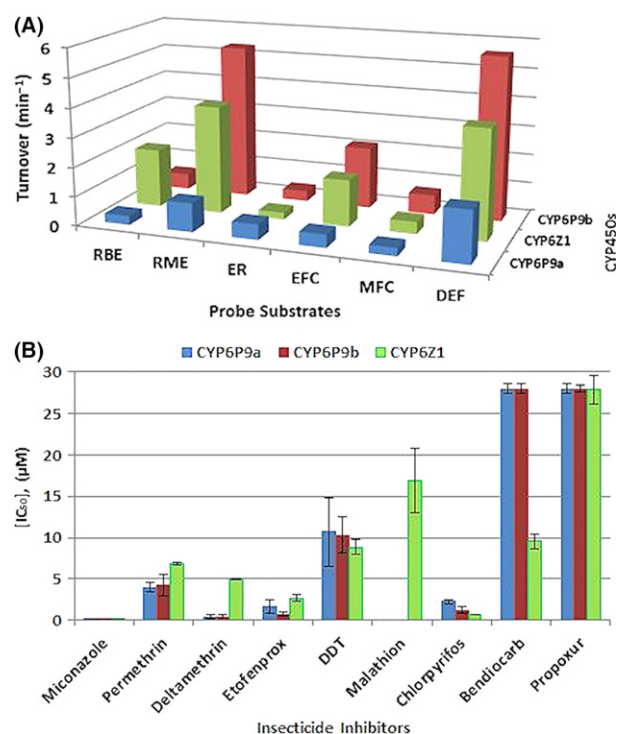 (A)
Turnover (min⁻¹)
6
5
4
3
2
1
0
RBE
RME
ER
EFC
MFC
DEF
CYP6P9b
CYP6Z1
CYP6P9a
CYP450s
Probe Substrates
(B)
CYP6P9a CYP6P9b CYP6Z1
[IC₅₀], (µM)
30
25
20
15
10
5
0
Miconazole
Permethrin
Deltamethrin
Etofenprox
DDT
Malathion
Chlorpyrifos
Bendiocarb
Propoxur
Insecticide Inhibitors